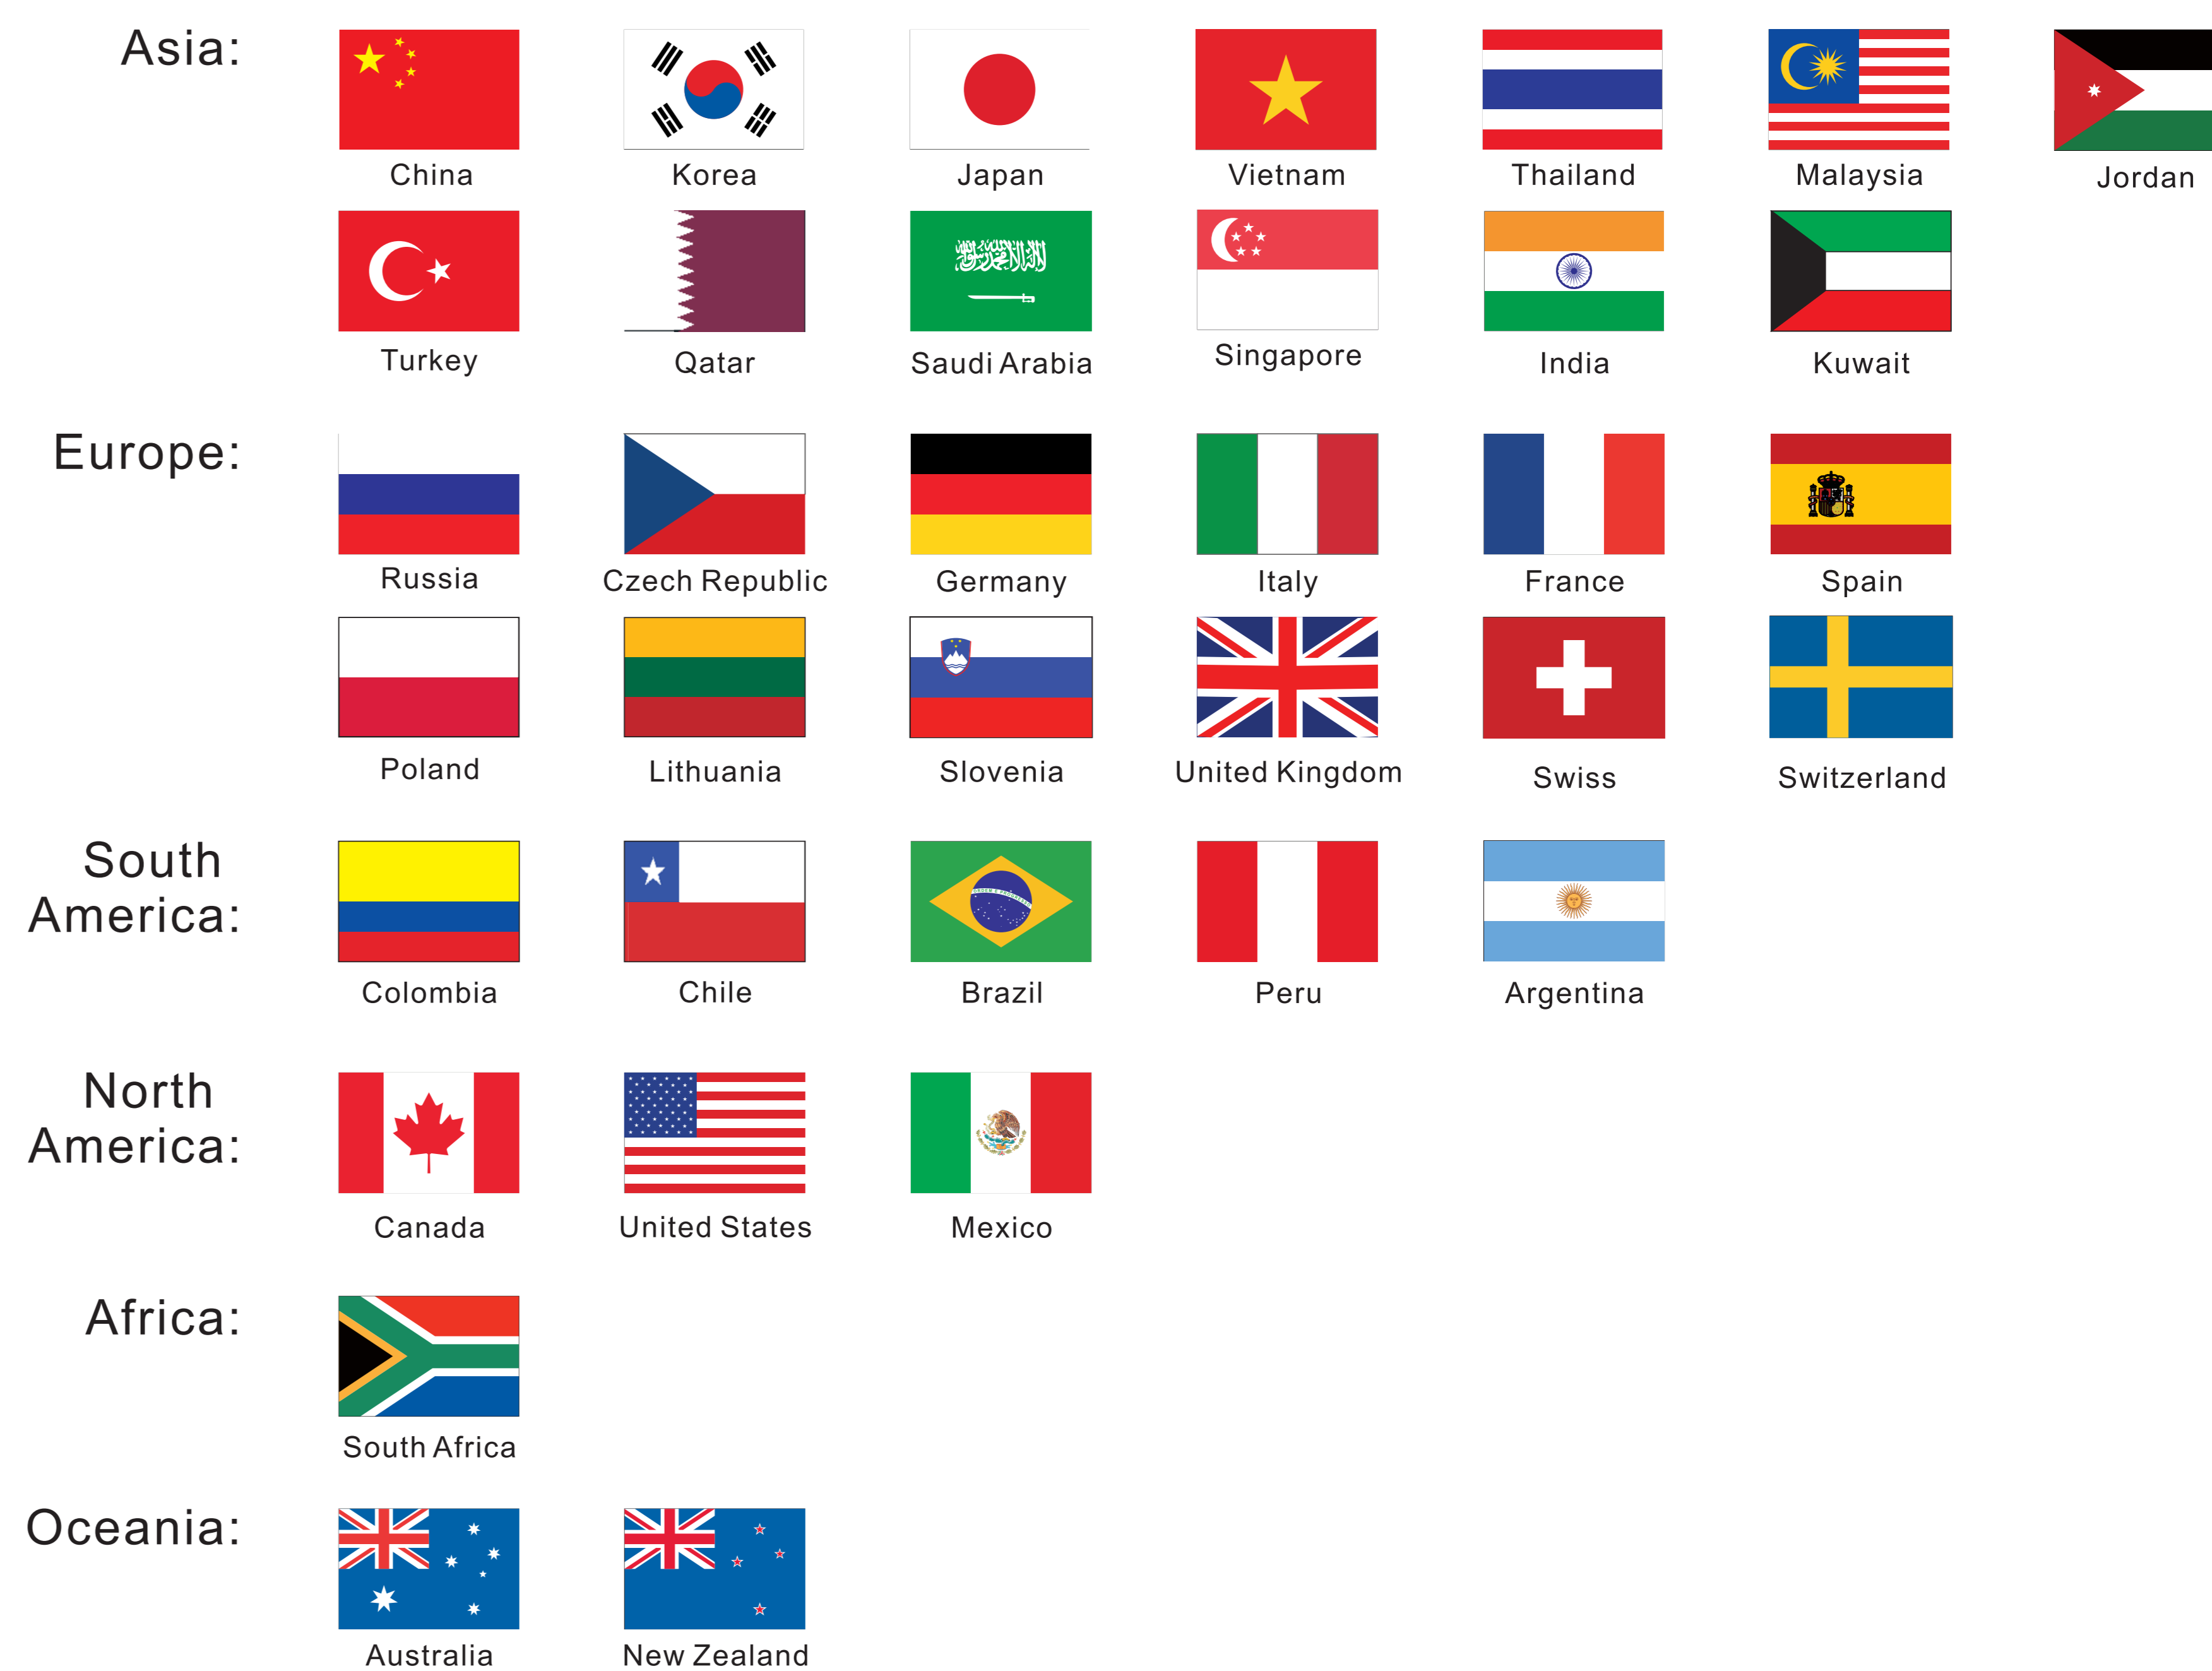 Asia:
China Korea Japan Vietnam Thailand Malaysia Jordan
Turkey Qatar Saudi Arabia Singapore India Kuwait
Europe:
Russia Czech Republic Germany Italy France Spain
Poland Lithuania Slovenia United Kingdom Swiss Switzerland
South
America:
Colombia Chile Brazil Peru Argentina
North
America:
Canada United States Mexico
Africa:
South Africa
Oceania:
Australia New Zealand